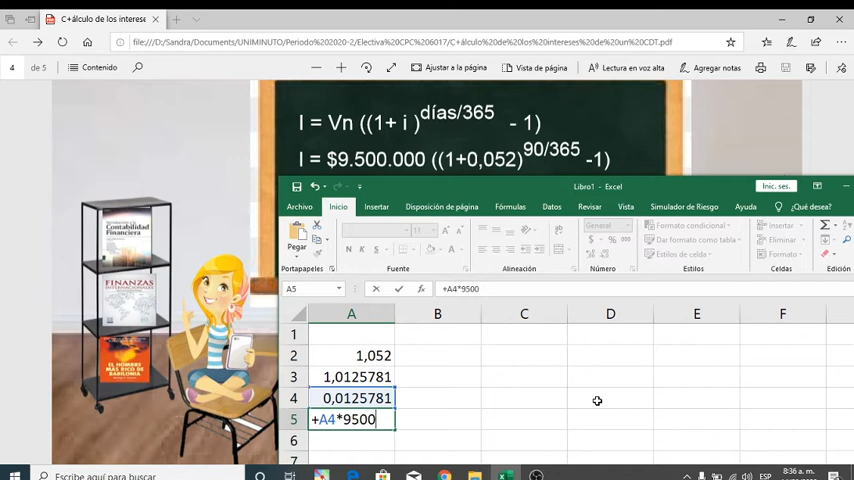 C+álculo de los interese
file:///D:/Sandra/Documents/UNIMINUTO/Periodo%202020-2/Electiva%20CPC%206017/C+álculo%20de%20los%20intereses%20de%20un%20CDT.pdf
4 de 5 Contenido Ajustar a la página Vista de página Lectura en voz alta Agregar notas
I = Vn ((1+ i )días/365 - 1)
I = $9.500.000 ((1+0,052)90/365 -1)
Contabilidad
Financiera
FINANZAS
INTERNACIONALES
EL HOMBRE
MÁS RICO DE
BABILONIA
Libro1 - Excel Inic. ses.
Archivo Inicio Insertar Disposición de página Fórmulas Datos Revisar Vista Simulador de Riesgo Ayuda ¿Qué desea?
11 General Formato condicional Insertar
N K S $ % 000 Dar formato como tabla Eliminar
Pegar Estilos de celda Formato
Portapapeles Fuente Alineación Número Estilos Celdas
A5 fx +A4*9500
A B C D E F
1
2 1,052
3 1,0125781
4 0,0125781
5 +A4*9500
6
7
Escribe aquí para buscar ESP 8:36 a. m.